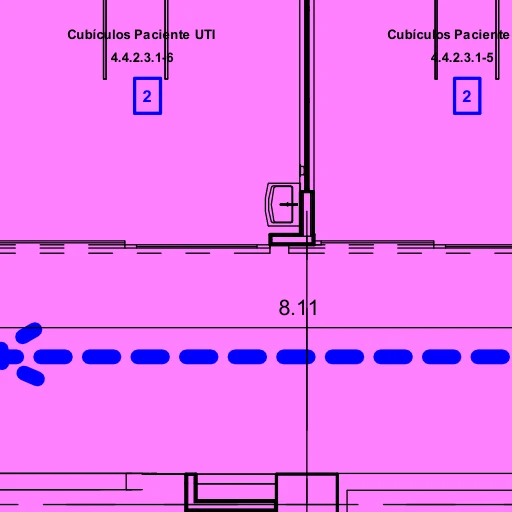 Cubículos Paciente UTI
4.4.2.3.1-6
2
Cubículos Paciente
4.4.2.3.1-5
2
8.11